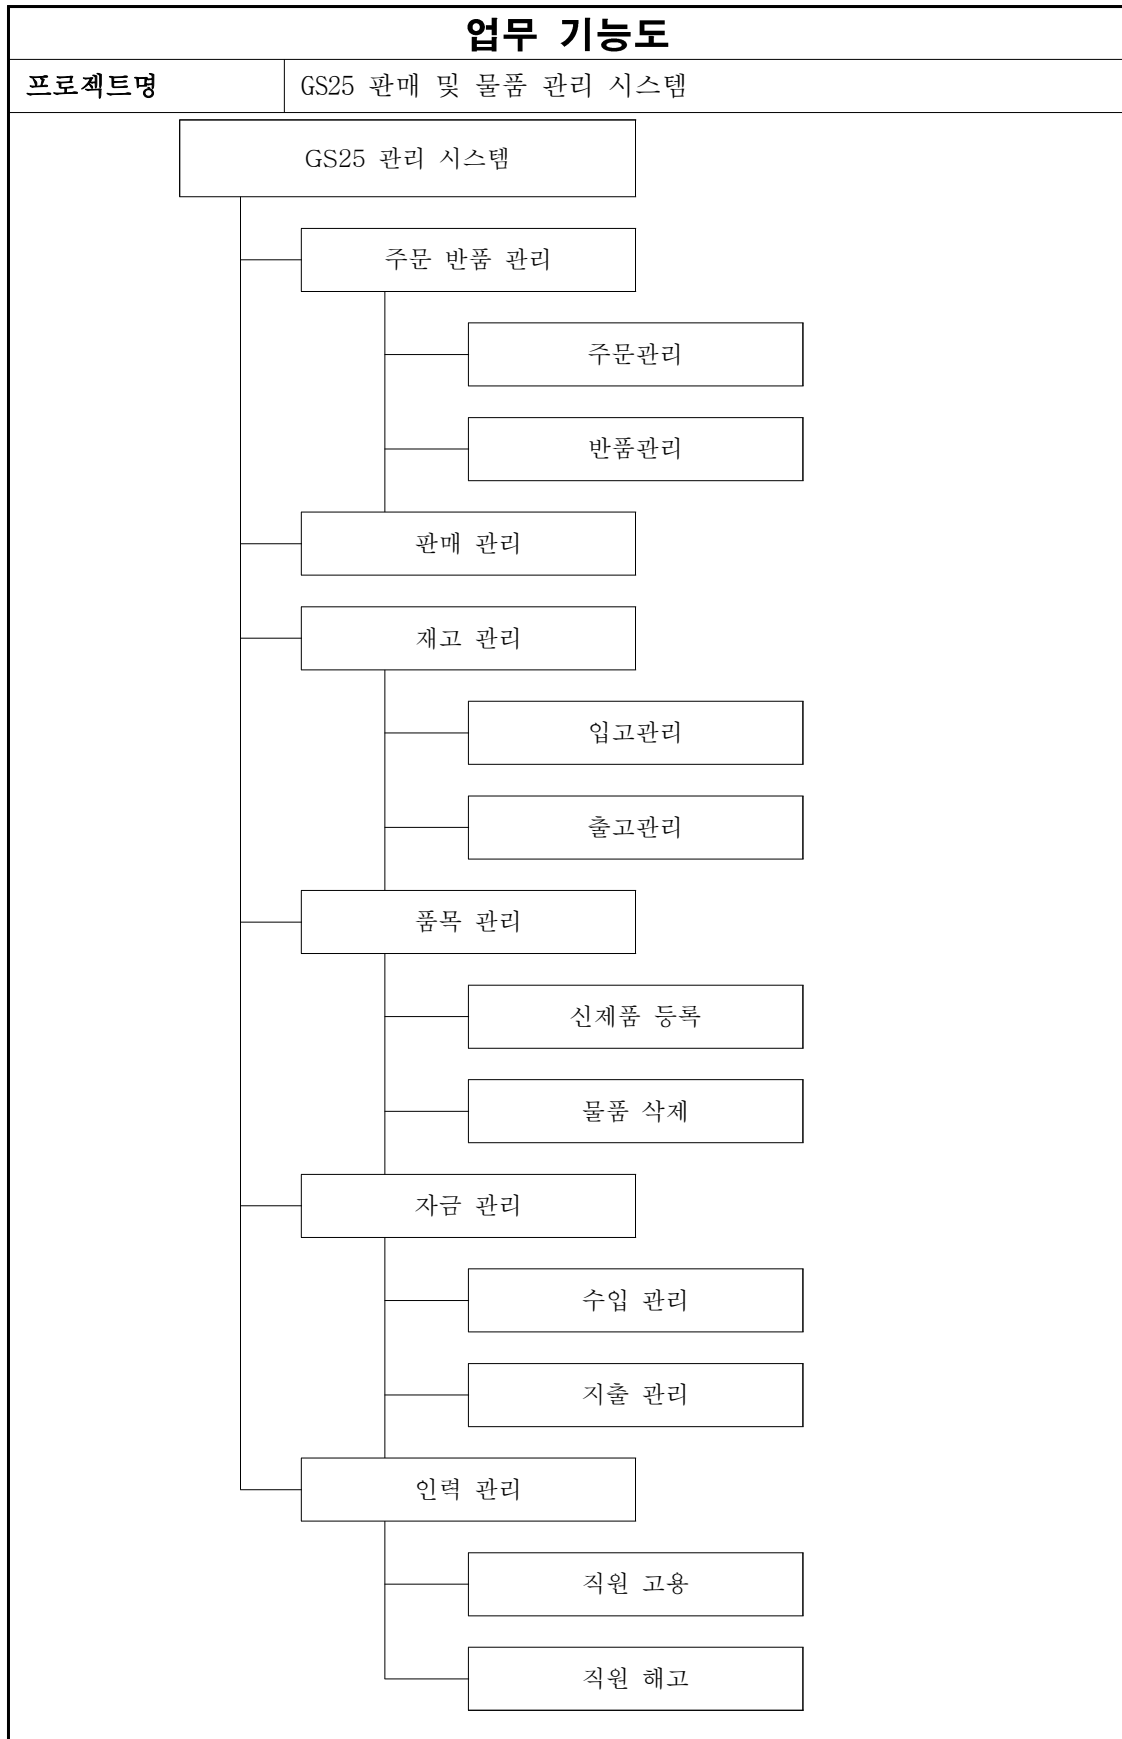 업무 기능도
프로젝트명 GS25 판매 및 물품 관리 시스템
GS25 관리 시스템
주문 반품 관리
주문관리
반품관리
판매 관리
재고 관리
입고관리
출고관리
품목 관리
신제품 등록
물품 삭제
자금 관리
수입 관리
지출 관리
인력 관리
직원 고용
직원 해고